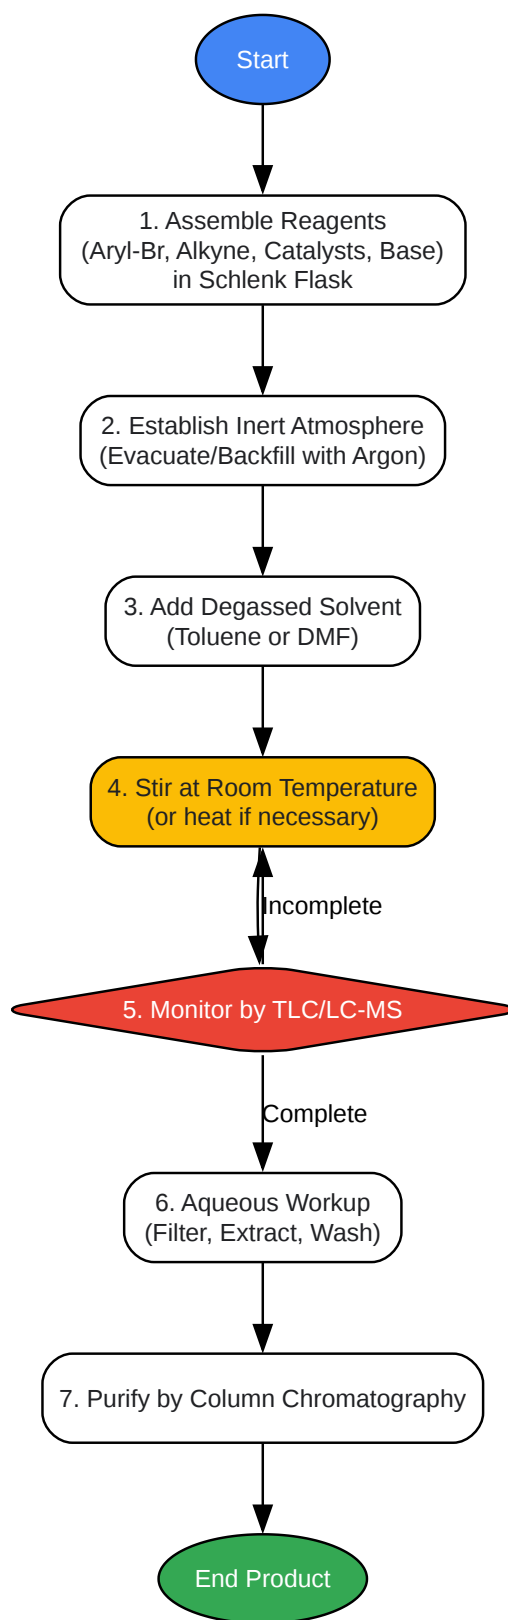 Start
1. Assemble Reagents
(Aryl-Br, Alkyne, Catalysts, Base)
in Schlenk Flask
2. Establish Inert Atmosphere
(Evacuate/Backfill with Argon)
3. Add Degassed Solvent
(Toluene or DMF)
4. Stir at Room Temperature
(or heat if necessary)
Incomplete
5. Monitor by TLC/LC-MS
Complete
6. Aqueous Workup
(Filter, Extract, Wash)
7. Purify by Column Chromatography
End Product